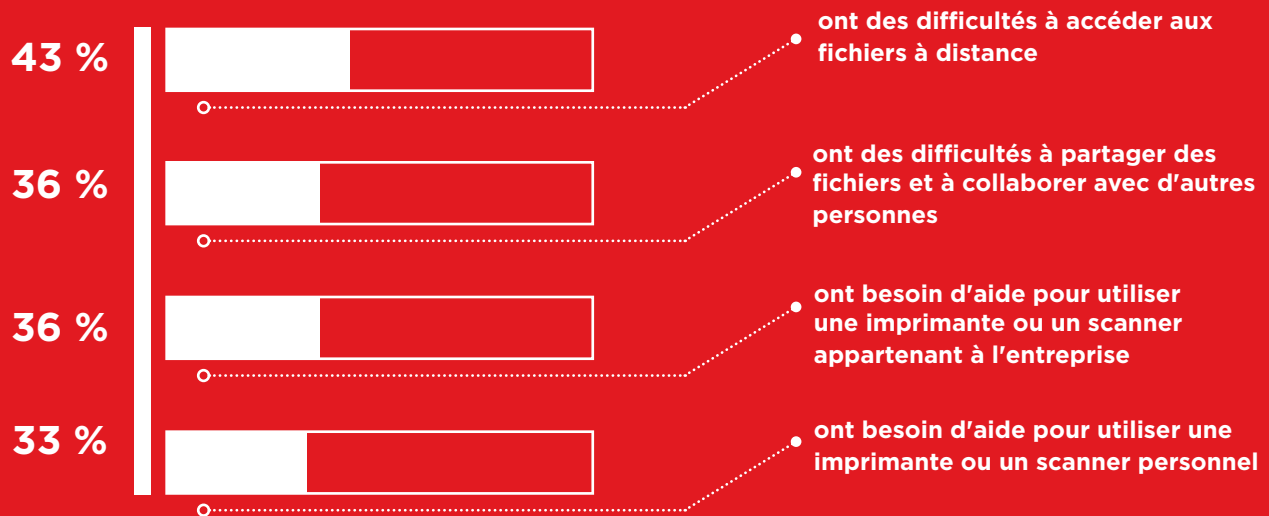 43 %
ont des difficultés à accéder aux
fichiers à distance
36 %
ont des difficultés à partager des
fichiers et à collaborer avec d'autres
personnes
36 %
ont besoin d'aide pour utiliser
une imprimante ou un scanner
appartenant à l'entreprise
33 %
ont besoin d'aide pour utiliser une
imprimante ou un scanner personnel